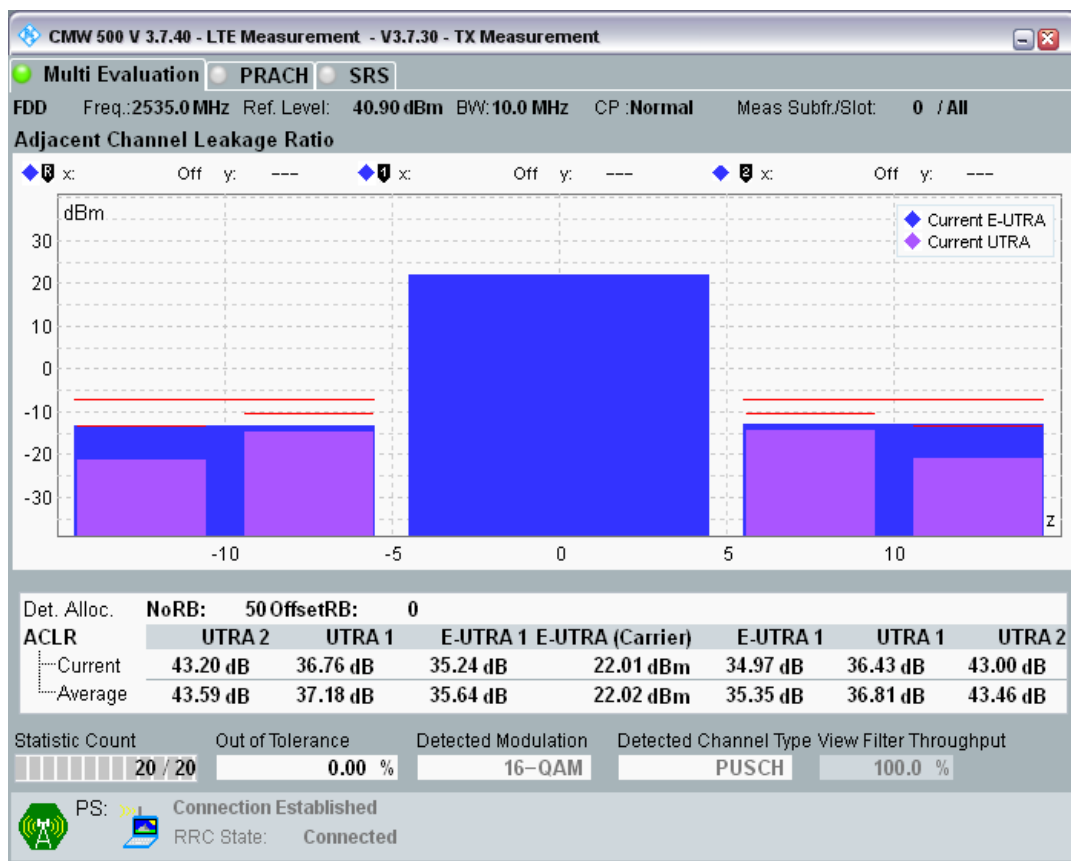 CMW 500 V 3.7.40 - LTE Measurement - V3.7.30 - TX Measurement
Multi Evaluation PRACH SRS
FDD Freq.:2535.0 MHz Ref. Level: 40.90 dBm BW:10.0 MHz CP :Normal Meas Subfr./Slot: 0 / All
Adjacent Channel Leakage Ratio
R x: Off y: --- 1 x: Off y: --- 2 x: Off y: ---
dBm
Current E-UTRA
Current UTRA
30
20
10
0
-10
-20
-30
z
-10 -5 0 5 10
Det. Alloc. NoRB: 50 OffsetRB: 0
ACLR UTRA 2 UTRA 1 E-UTRA 1 E-UTRA (Carrier) E-UTRA 1 UTRA 1 UTRA 2
Current 43.20 dB 36.76 dB 35.24 dB 22.01 dBm 34.97 dB 36.43 dB 43.00 dB
Average 43.59 dB 37.18 dB 35.64 dB 22.02 dBm 35.35 dB 36.81 dB 43.46 dB
Statistic Count Out of Tolerance Detected Modulation Detected Channel Type View Filter Throughput
20 / 20 0.00 % 16-QAM PUSCH 100.0 %
PS: Connection Established
RRC State: Connected